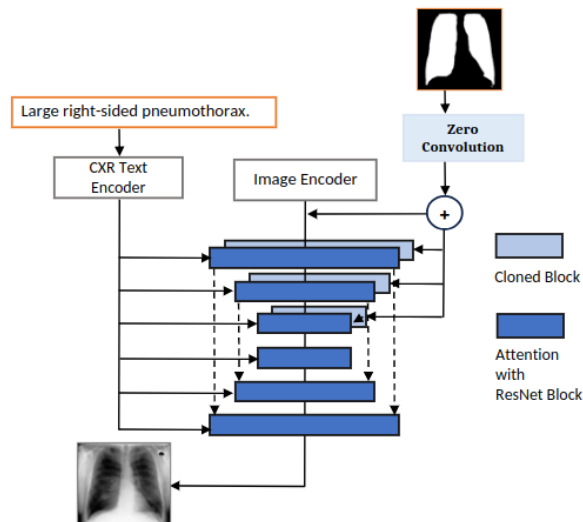 Large right-sided pneumothorax.
Zero
Convolution
CXR Text
Encoder
Image Encoder
+
Cloned Block
Attention
with
ResNet Block